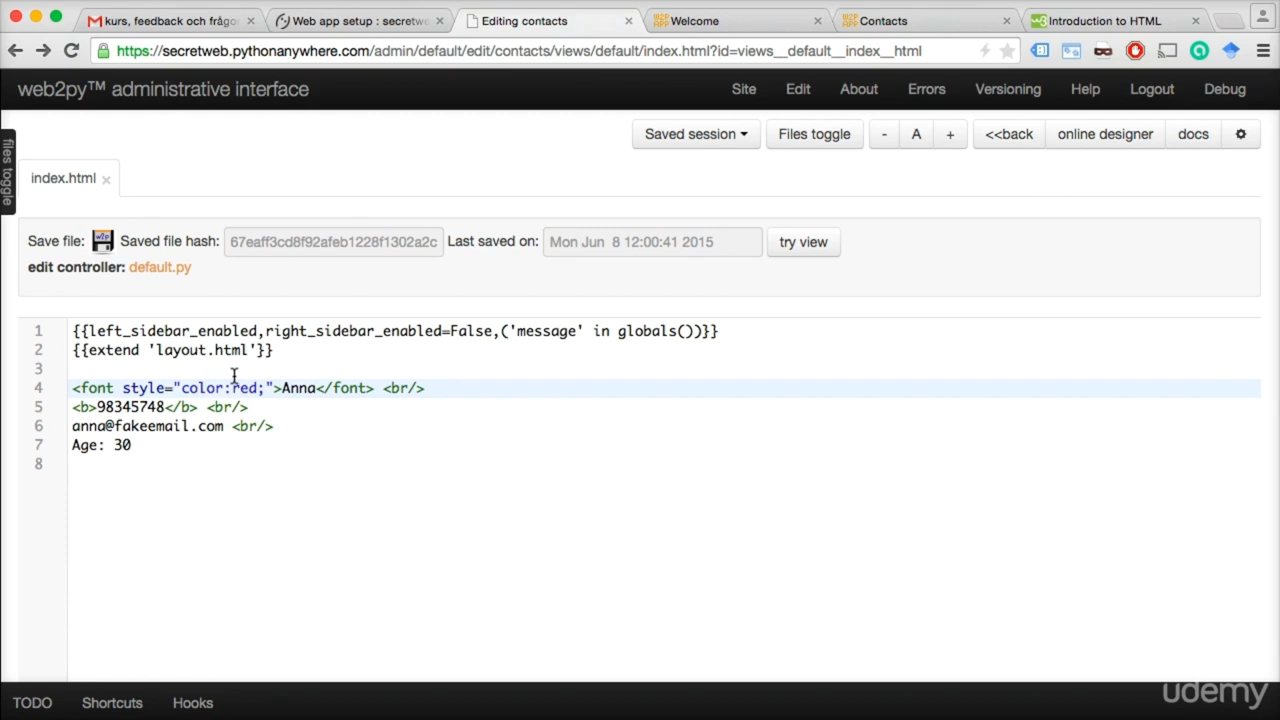 kurs, feedback och frågor
Web app setup : secretwe
Editing contacts
Welcome
Contacts
Introduction to HTML
https://secretweb.pythonanywhere.com/admin/default/edit/contacts/views/default/index.html?id=views__default__index__html
web2py™ administrative interface
Site Edit About Errors Versioning Help Logout Debug
files toggle
Saved session Files toggle - A + <<back online designer docs
index.html
Save file: Saved file hash: 67eaff3cd8f92afeb1228f1302a2c Last saved on: Mon Jun 8 12:00:41 2015 try view
edit controller: default.py
1 {{left_sidebar_enabled,right_sidebar_enabled=False,('message' in globals())}}
2 {{extend 'layout.html'}}
3
4 <font style="color:red;">Anna</font> <br/>
5 <b>98345748</b> <br/>
6 anna@fakeemail.com <br/>
7 Age: 30
8
TODO Shortcuts Hooks
udemy